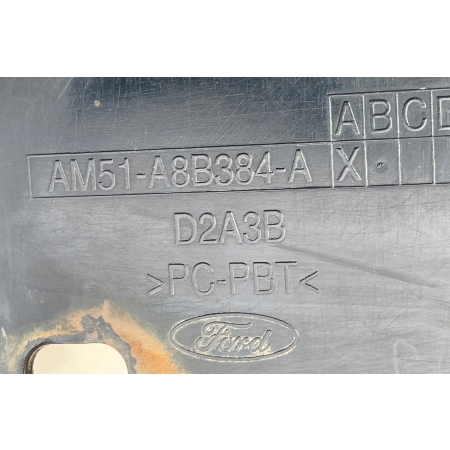 A B C D
AM51-A8B384-A X
D2A3B
>PC-PBT<
Ford